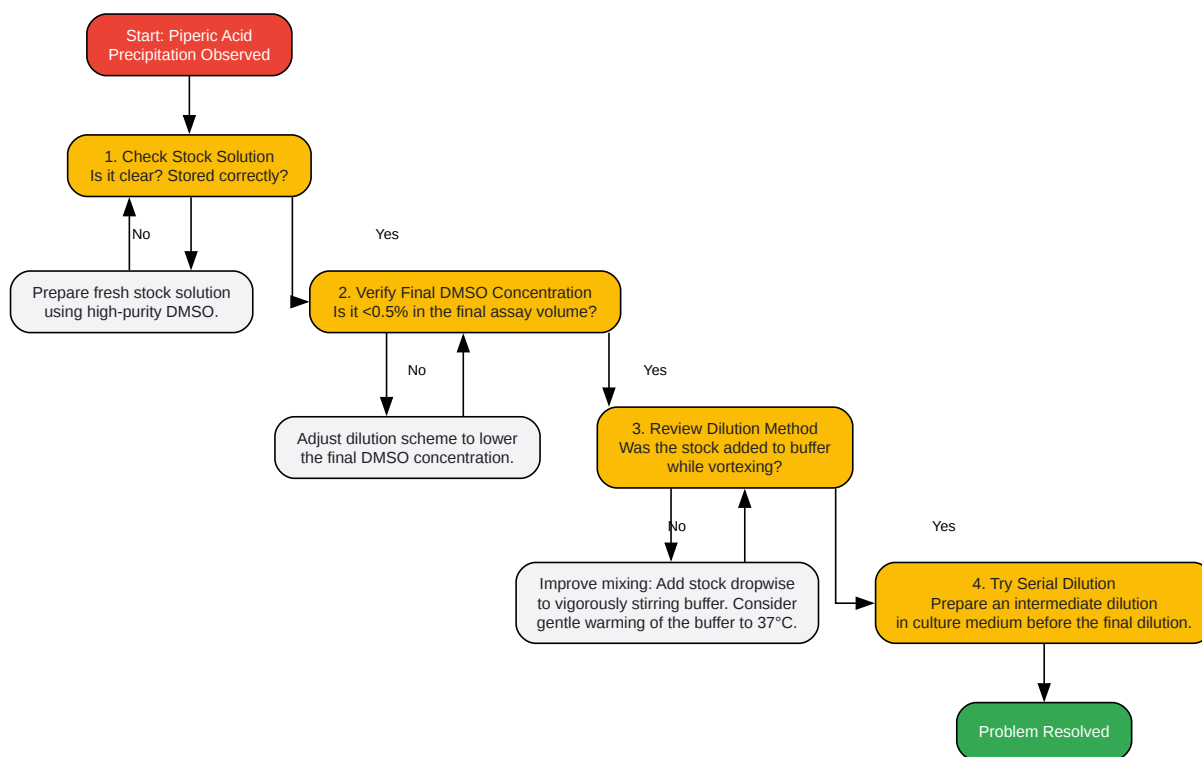 Start: Piperic Acid
Precipitation Observed
1. Check Stock Solution
Is it clear? Stored correctly?
No
Yes
Prepare fresh stock solution
using high-purity DMSO.
2. Verify Final DMSO Concentration
Is it <0.5% in the final assay volume?
No
Yes
Adjust dilution scheme to lower
the final DMSO concentration.
3. Review Dilution Method
Was the stock added to buffer
while vortexing?
No
Yes
Improve mixing: Add stock dropwise
to vigorously stirring buffer. Consider
gentle warming of the buffer to 37°C.
4. Try Serial Dilution
Prepare an intermediate dilution
in culture medium before the final dilution.
Problem Resolved